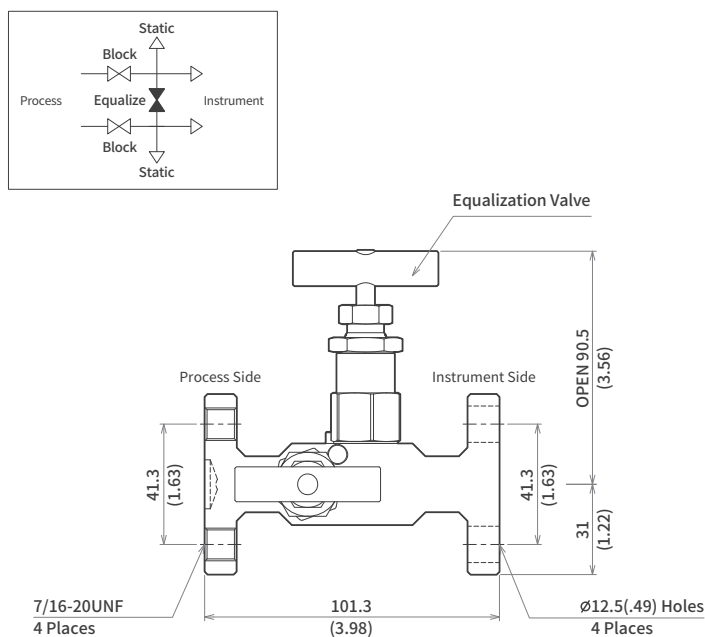 Static
Block
Process
Equalize
Instrument
Block
Static
Equalization Valve
OPEN 90.5
(3.56)
Process Side
Instrument Side
41.3
(1.63)
41.3
(1.63)
31
(1.22)
7/16-20UNF
4 Places
101.3
(3.98)
Ø12.5(.49) Holes
4 Places